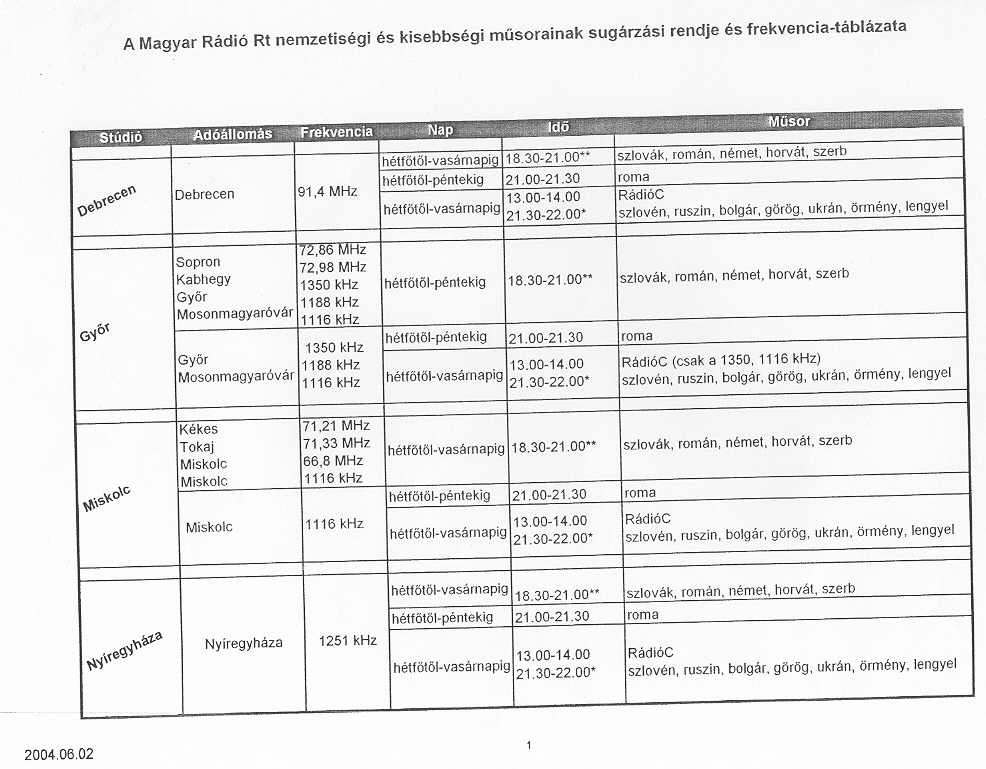 A Magyar Rádió Rt nemzetiségi és kisebbségi műsorainak sugárzási rendje és frekvencia-táblázata
Stúdió Adóállomás Frekvencia Nap Idő Műsor
Debrecen
Debrecen
91,4 MHz
hétfőtől-vasárnapig 18.30-21.00** szlovák, román, német, horvát, szerb
hétfőtől-péntekig 21.00-21.30 roma
hétfőtől-vasárnapig
13.00-14.00 RádióC
21.30-22.00* szlovén, ruszin, bolgár, görög, ukrán, örmény, lengyel
Győr
72,86 MHz
Sopron 72,98 MHz
Kabhegy 1350 kHz
Győr 1188 kHz
Mosonmagyaróvár 1116 kHz
hétfőtől-péntekig 18.30-21.00** szlovák, román, német, horvát, szerb
hétfőtől-péntekig 21.00-21.30 roma
1350 kHz
Győr 1188 kHz
Mosonmagyaróvár 1116 kHz
hétfőtől-vasárnapig
13.00-14.00 RádióC (csak a 1350, 1116 kHz)
21.30-22.00* szlovén, ruszin, bolgár, görög, ukrán, örmény, lengyel
Miskolc
Kékes 71,21 MHz
Tokaj 71,33 MHz
Miskolc 66,8 MHz
Miskolc 1116 kHz
hétfőtől-vasárnapig 18.30-21.00** szlovák, román, német, horvát, szerb
hétfőtől-péntekig 21.00-21.30 roma
Miskolc 1116 kHz
hétfőtől-vasárnapig
13.00-14.00 RádióC
21.30-22.00* szlovén, ruszin, bolgár, görög, ukrán, örmény, lengyel
Nyíregyháza
Nyíregyháza 1251 kHz
hétfőtől-vasárnapig 18.30-21.00** szlovák, román, német, horvát, szerb
hétfőtől-péntekig 21.00-21.30 roma
hétfőtől-vasárnapig
13.00-14.00 RádióC
21.30-22.00* szlovén, ruszin, bolgár, görög, ukrán, örmény, lengyel
2004.06.02
1